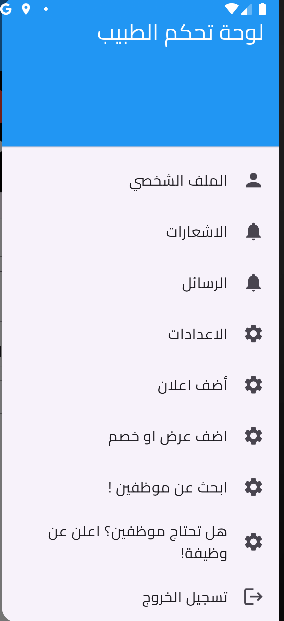 لوحة تحكم الطبيب
الملف الشخصي
الاشعارات
الرسائل
الاعدادات
أضف اعلان
اضف عرض او خصم
ابحث عن موظفين !
هل تحتاج موظفين؟ اعلن عن
وظيفة!
تسجيل الخروج